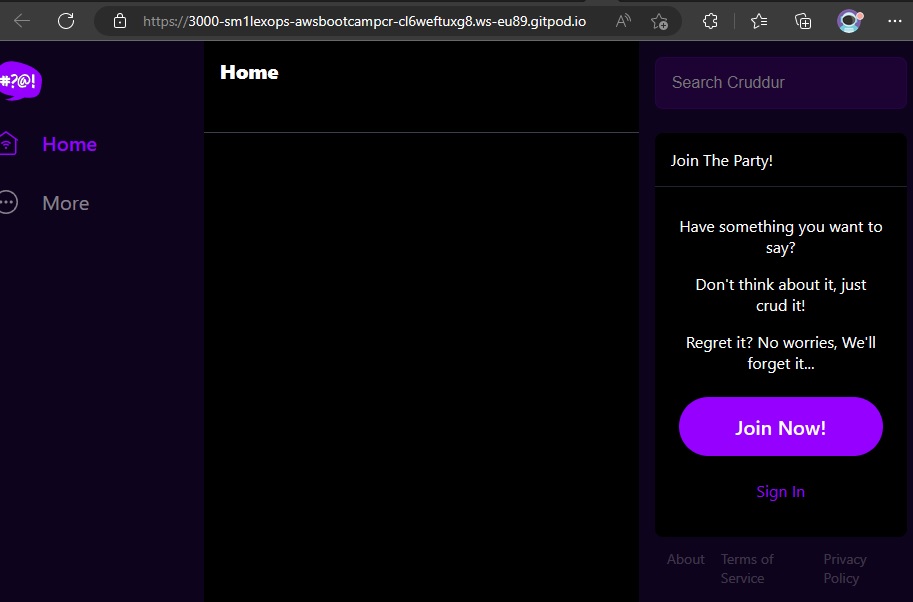 https://3000-sm1lexops-awsbootcampcr-cl6weftuxg8.ws-eu89.gitpod.io
#?@!
Home
More
Home
Search Cruddur
Join The Party!
Have something you want to
say?
Don't think about it, just
crud it!
Regret it? No worries, We'll
forget it...
Join Now!
Sign In
About
Terms of
Service
Privacy
Policy